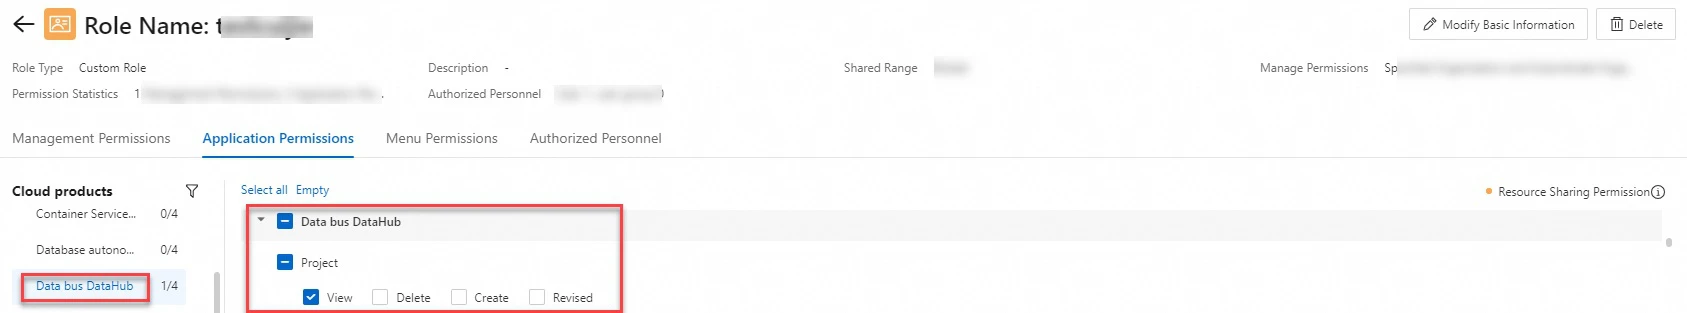 Role Name: t
Modify Basic Information
Delete
Role Type Custom Role
Description -
Shared Range
Manage Permissions Sp
Permission Statistics 1
Authorized Personnel
Management Permissions
Application Permissions
Menu Permissions
Authorized Personnel
Cloud products
Container Service... 0/4
Database autono... 0/4
Data bus DataHub 1/4
Select all Empty
Resource Sharing Permission
Data bus DataHub
Project
View Delete Create Revised